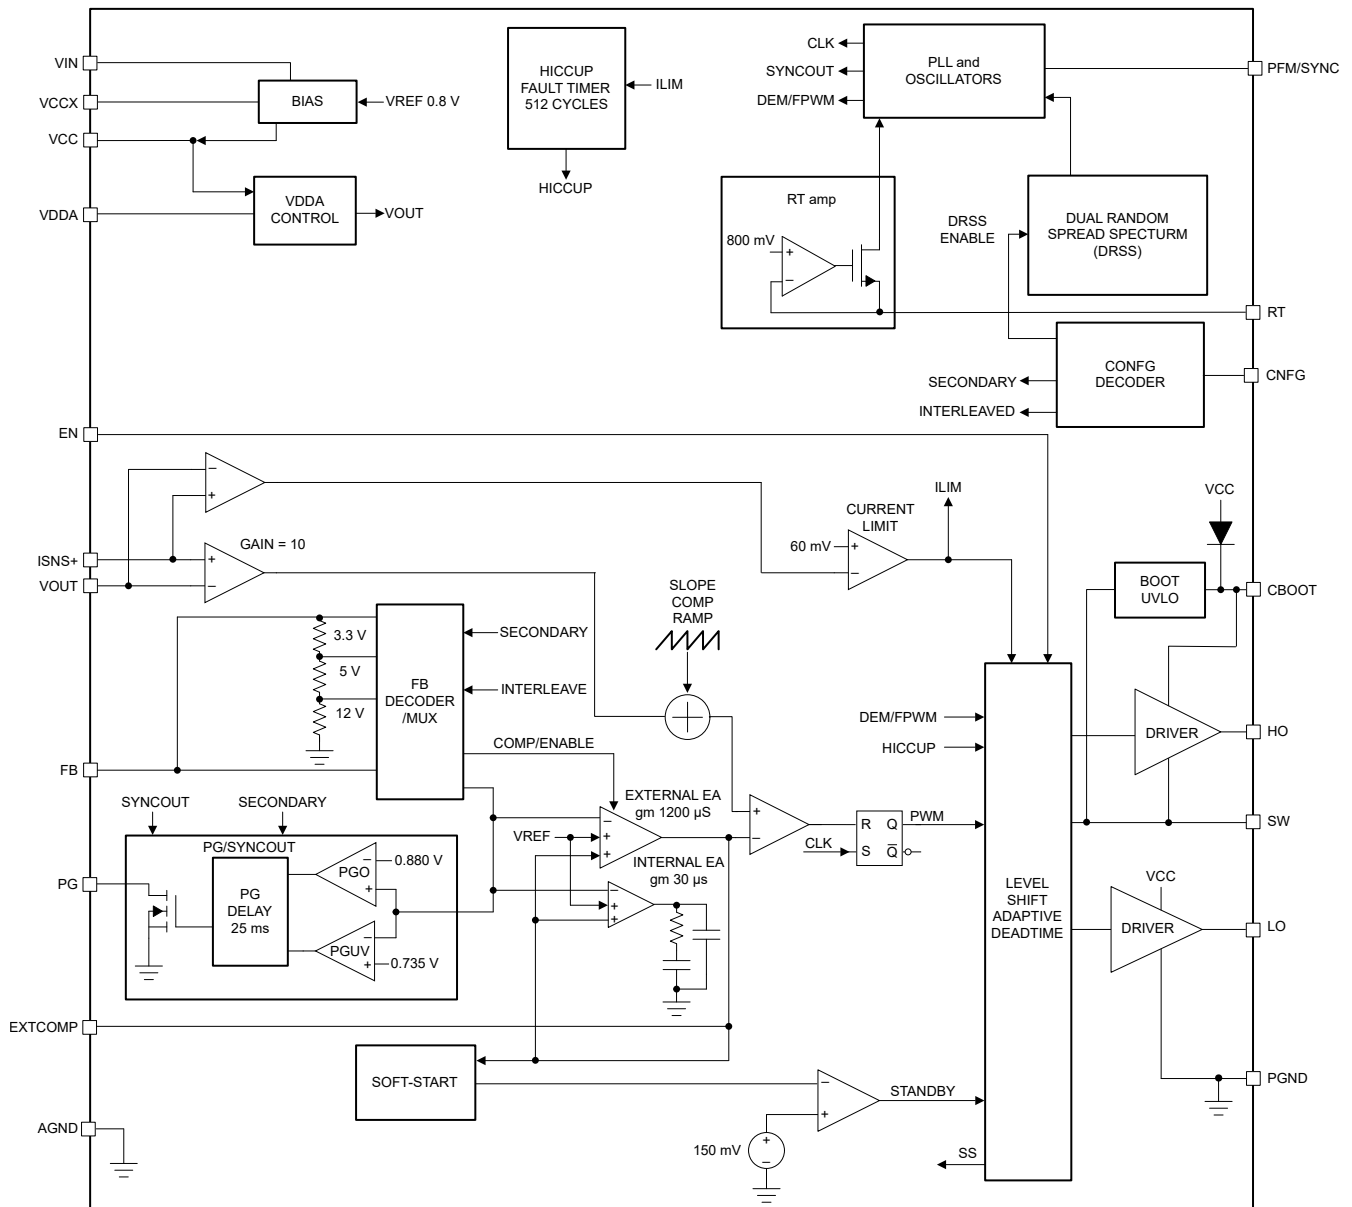 VIN
VCCX
VCC
VDDA
BIAS
VREF 0.8 V
VDDA
CONTROL
VOUT
HICCUP
FAULT TIMER
512 CYCLES
ILIM
HICCUP
CLK
SYNCOUT
DEM/FPWM
PLL and
OSCILLATORS
PFM/SYNC
RT amp
800 mV
+
−
DRSS
ENABLE
DUAL RANDOM
SPREAD SPECTURM
(DRSS)
RT
CONFG
DECODER
CNFG
SECONDARY
INTERLEAVED
EN
−
+
ISNS+
VOUT
+
−
GAIN = 10
CURRENT
LIMIT
60 mV
+
−
ILIM
VCC
BOOT
UVLO
CBOOT
SLOPE
COMP
RAMP
3.3 V
5 V
12 V
FB
DECODER
/MUX
SECONDARY
INTERLEAVE
COMP/ENABLE
FB
DEM/FPWM
HICCUP
DRIVER
HO
SYNCOUT
SECONDARY
EXTERNAL EA
gm 1200 µS
VREF
−
+
+
+
−
R
Q
S
Q
PWM
CLK
SW
PG/SYNCOUT
PG
PG
DELAY
25 ms
−
PGO
+
0.880 V
−
PGUV
+
0.735 V
INTERNAL EA
gm 30 µs
−
+
+
LEVEL
SHIFT
ADAPTIVE
DEADTIME
VCC
DRIVER
LO
EXTCOMP
SOFT-START
−
+
STANDBY
PGND
AGND
150 mV
+
−
SS